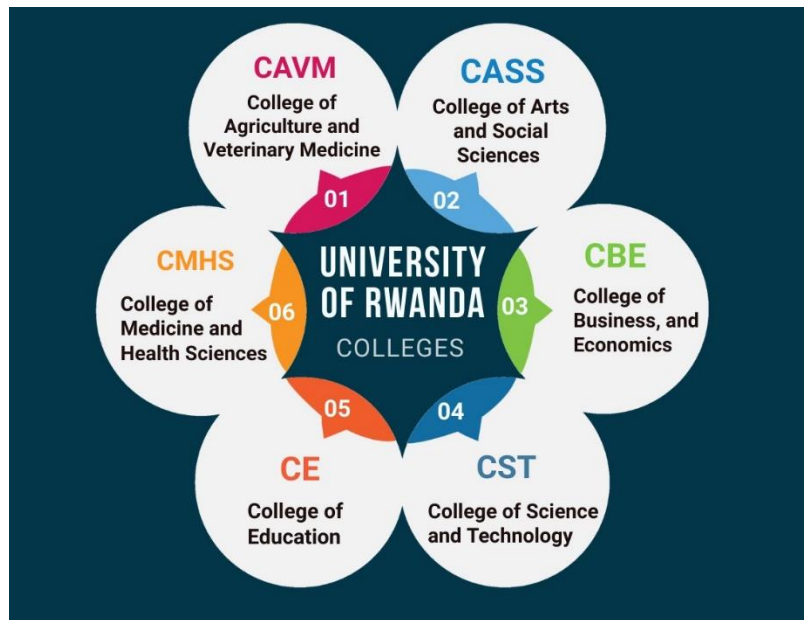 UNIVERSITY
OF RWANDA
COLLEGES
01
CAVM
College of
Agriculture and
Veterinary Medicine
02
CASS
College of Arts
and Social
Sciences
03
CBE
College of
Business, and
Economics
04
CST
College of Science
and Technology
05
CE
College of
Education
06
CMHS
College of
Medicine and
Health Sciences